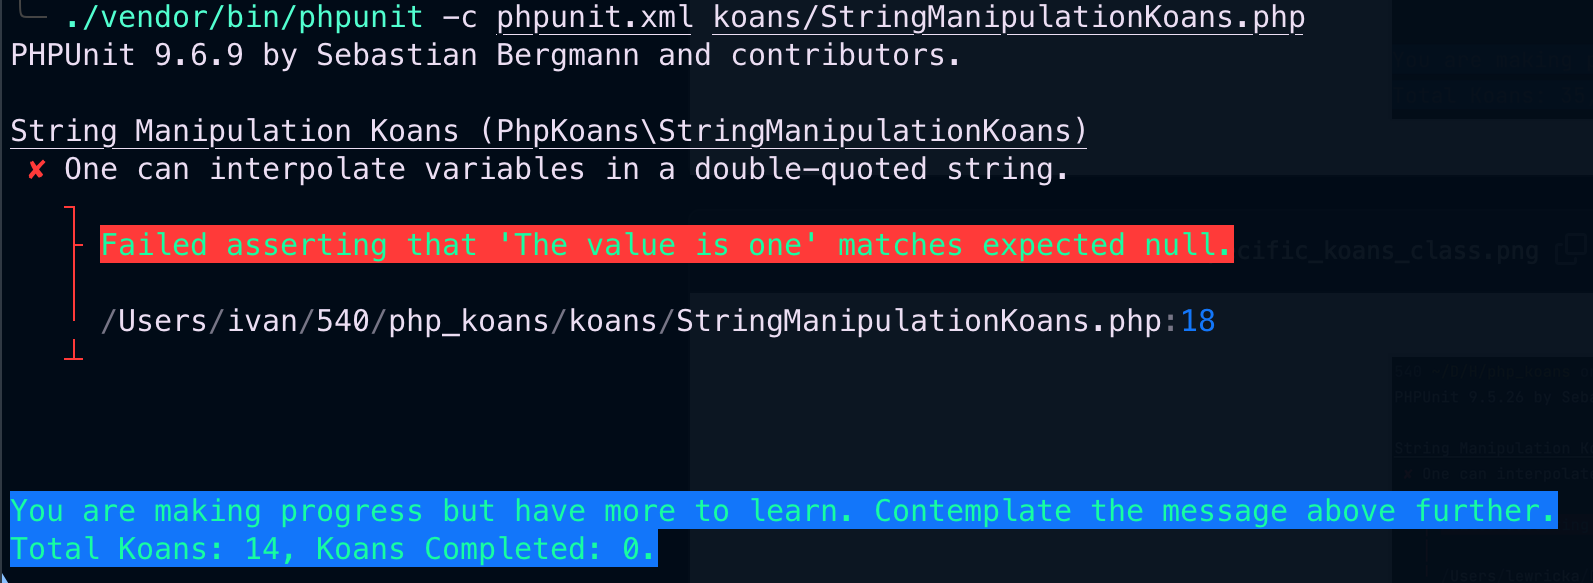 ./vendor/bin/phpunit -c phpunit.xml koans/StringManipulationKoans.php
PHPUnit 9.6.9 by Sebastian Bergmann and contributors.
String Manipulation Koans (PhpKoans\StringManipulationKoans)
✘ One can interpolate variables in a double-quoted string.
Failed asserting that 'The value is one' matches expected null.
cific_koans_class.png
/Users/ivan/540/php_koans/koans/StringManipulationKoans.php:18
PHPUnit 9.5.26 by Seb
String Manipulation K
One can interpolat
You are making progress but have more to learn. Contemplate the message above further.
Total Koans: 14, Koans Completed: 0.